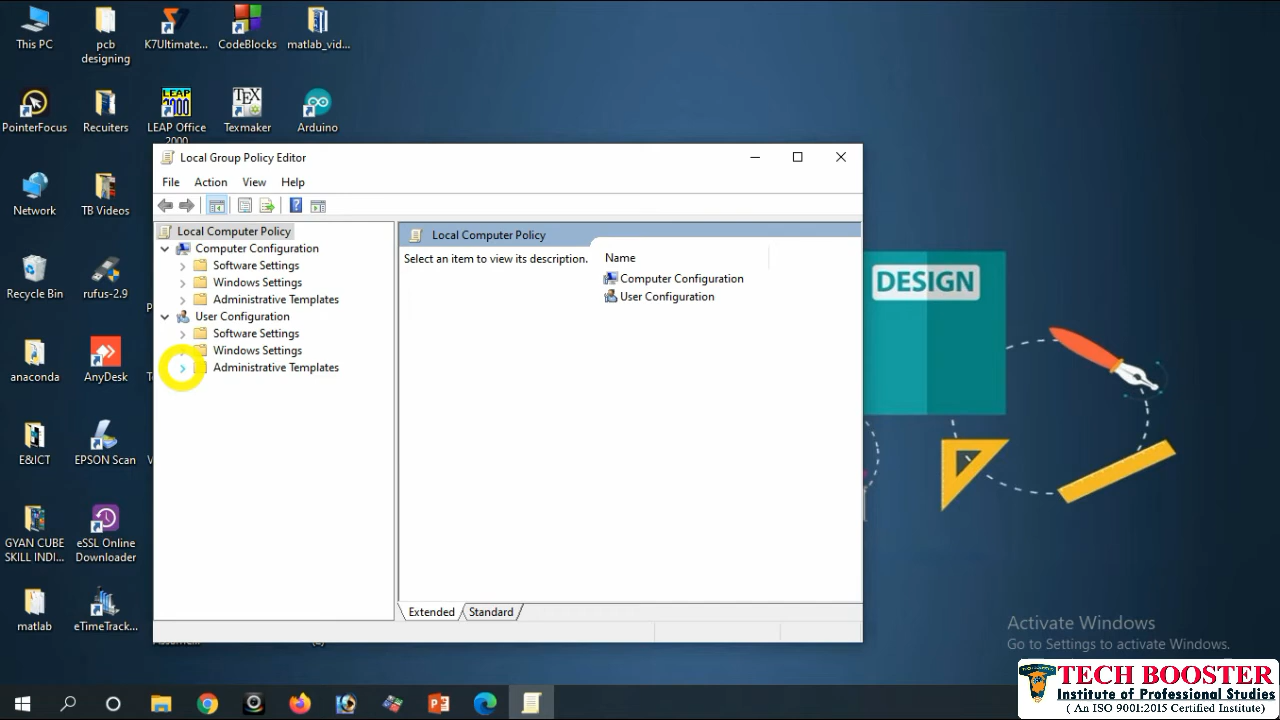 This PC
pcb
designing
K7Ultimate...
CodeBlocks
matlab_vid...
PointerFocus
Recuiters
LEAP
2000
LEAP Office
2000
TEX
Texmaker
Arduino
Network
TB Videos
Recycle Bin
rufus-2.9
anaconda
AnyDesk
E&ICT
EPSON Scan
GYAN CUBE
SKILL INDI...
eSSL Online
Downloader
matlab
eTimeTrack...
Local Group Policy Editor
File Action View Help
Local Computer Policy
Computer Configuration
Software Settings
Windows Settings
Administrative Templates
User Configuration
Software Settings
Windows Settings
Administrative Templates
Local Computer Policy
Select an item to view its description.
Name
Computer Configuration
User Configuration
Extended
Standard
DESIGN
Activate Windows
Go to Settings to activate Windows.
TECH BOOSTER
Institute of Professional Studies
( An ISO 9001:2015 Certified Institute)